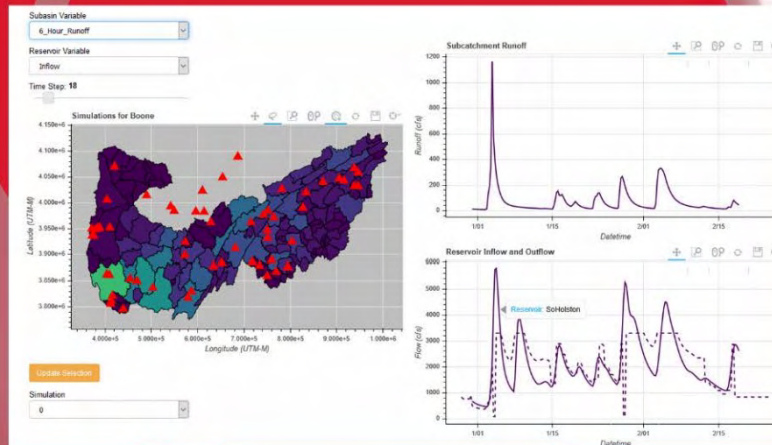 Subasin Variable
6_Hour_Runoff
Reservoir Variable
Inflow
Time Step: 18
Simulations for Boone
4.150e+6
4.100e+6
4.050e+6
4.000e+6
3.950e+6
3.900e+6
3.850e+6
3.800e+6
Latitude (UTM-M)
4.000e+5
5.000e+5
6.000e+5
7.000e+5
8.000e+5
9.000e+5
1.000e+6
Longitude (UTM-M)
Update Selection
Simulation
0
Subcatchment Runoff
1200
1000
800
600
400
200
0
Runoff (cfs)
1/01
1/15
2/01
2/15
Datetime
Reservoir Inflow and Outflow
6000
5000
4000
3000
2000
1000
0
Flow (cfs)
Reservoir: SoHolston
1/01
1/15
2/01
2/15
Datetime